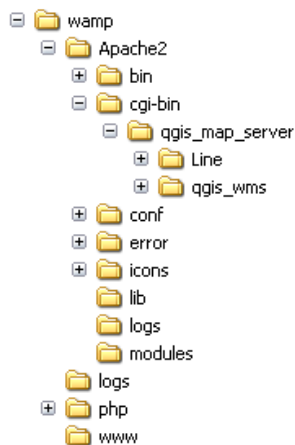 wamp
Apache2
bin
cgi-bin
qgis_map_server
Line
qgis_wms
conf
error
icons
lib
logs
modules
logs
php
www